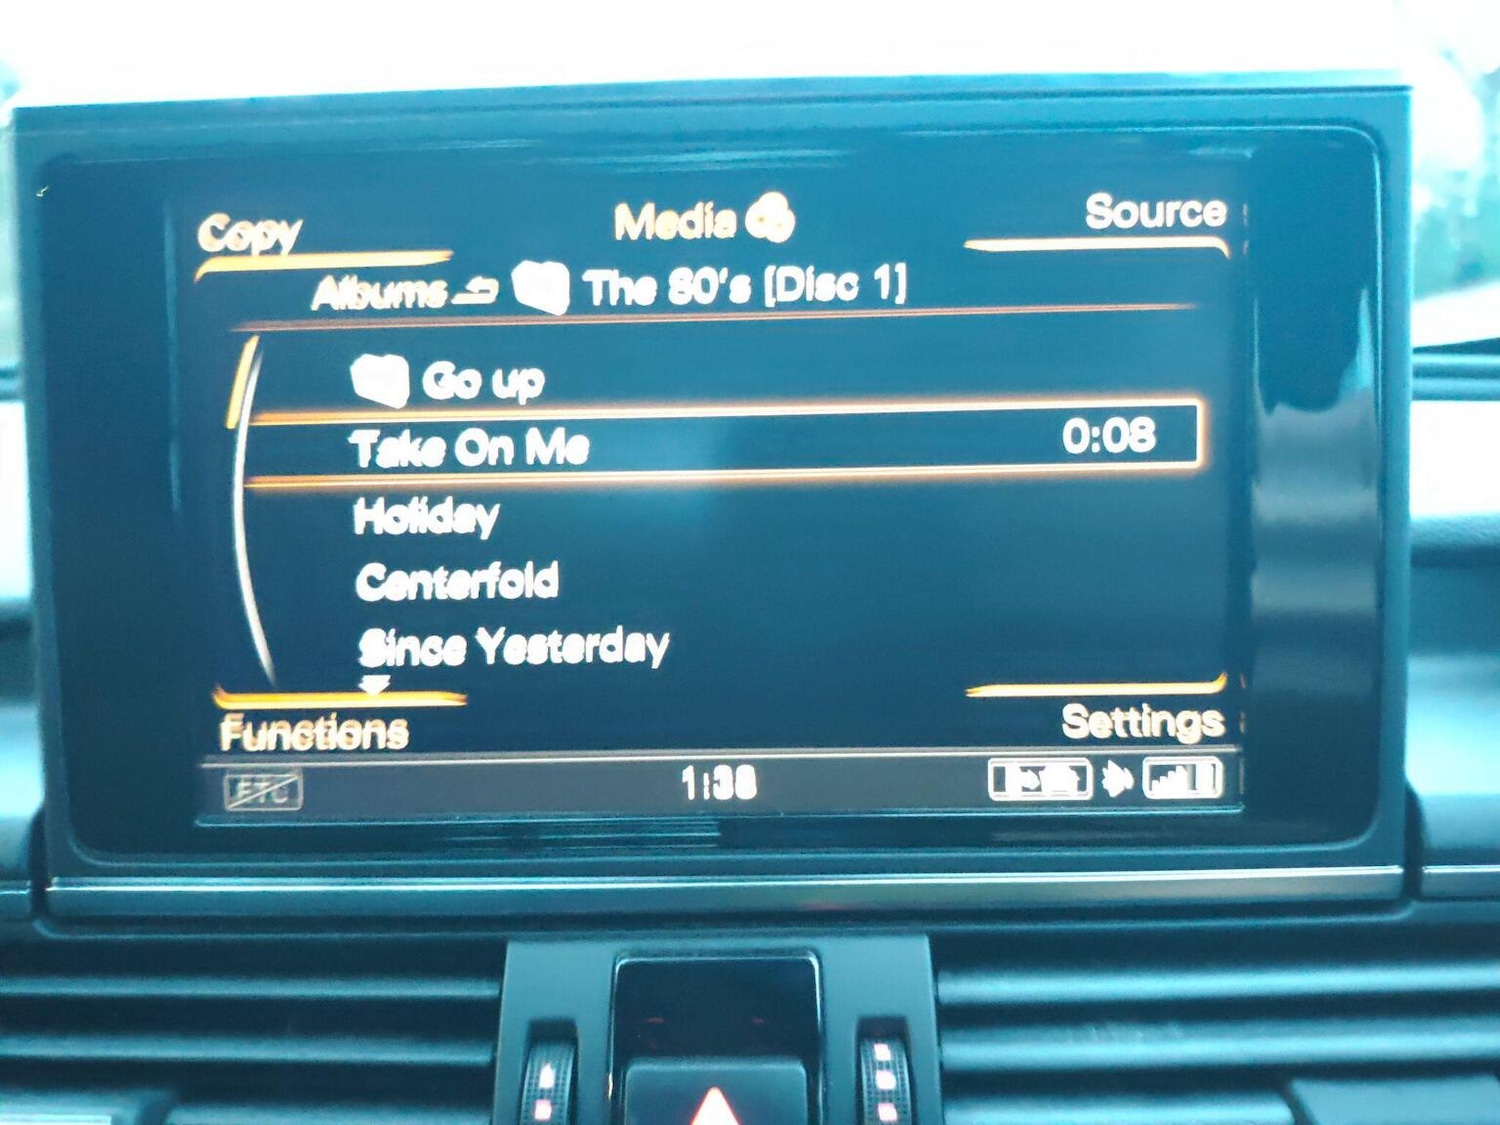 Copy
Media
Source
Albums The 80's [Disc 1]
Go up
Take On Me 0:08
Holiday
Centerfold
Since Yesterday
Functions
Settings
ETC
1:38